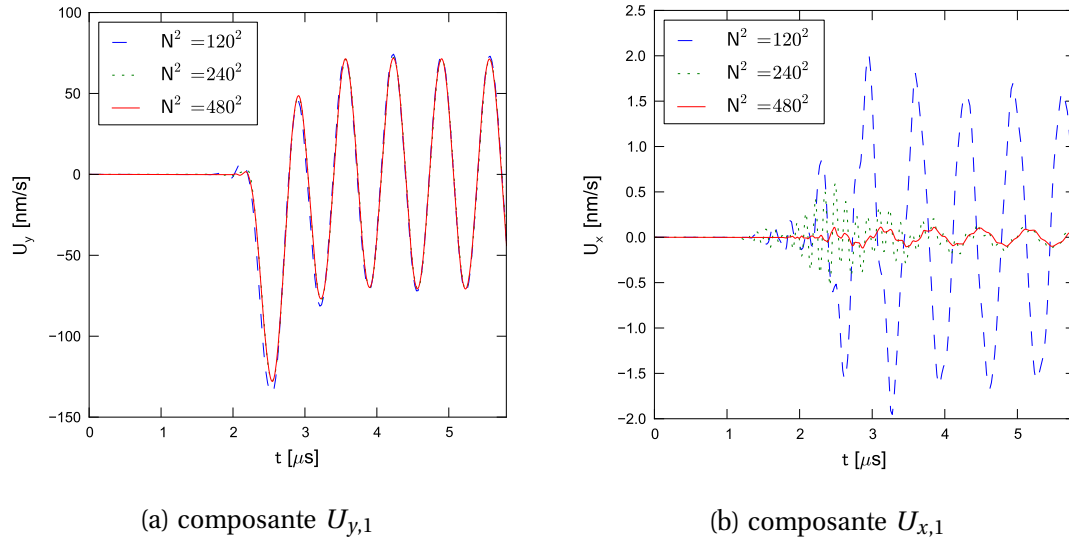 100
50
0
−50
−100
−150
U_y [nm/s]
0 1 2 3 4 5
t [μs]
N² =120²
N² =240²
N² =480²
(a) composante U_{y,1}
2.5
2.0
1.5
1.0
0.5
0.0
−0.5
−1.0
−1.5
−2.0
U_x [nm/s]
0 1 2 3 4 5
t [μs]
N² =120²
N² =240²
N² =480²
(b) composante U_{x,1}